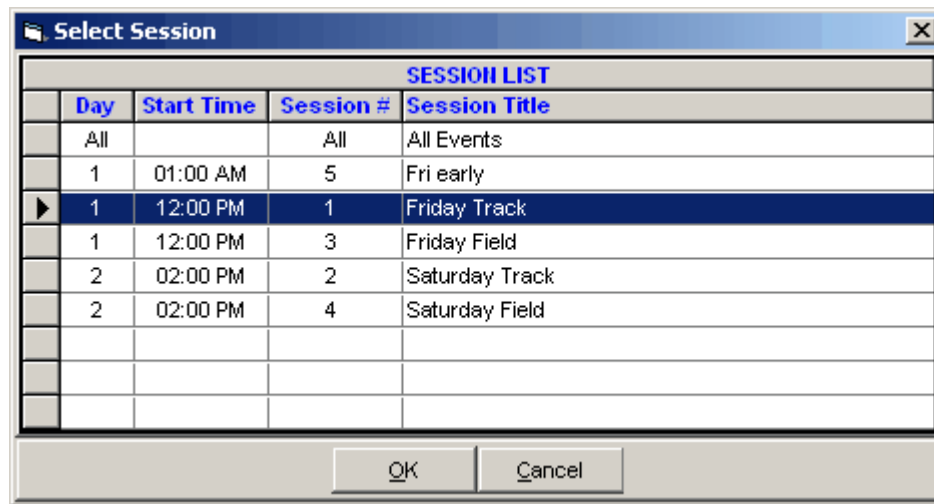 Select Session
SESSION LIST
Day Start Time Session # Session Title
All All All Events
1 01:00 AM 5 Fri early
1 12:00 PM 1 Friday Track
1 12:00 PM 3 Friday Field
2 02:00 PM 2 Saturday Track
2 02:00 PM 4 Saturday Field
OK Cancel